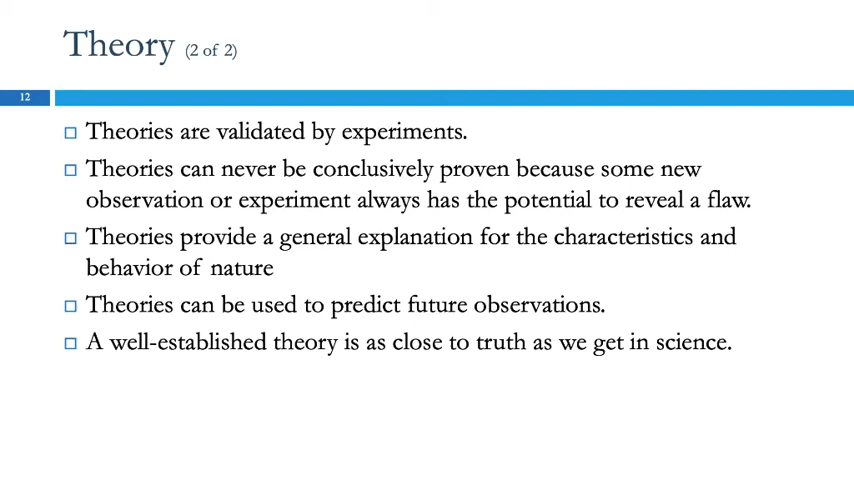 Theory (2 of 2)
12
Theories are validated by experiments.
Theories can never be conclusively proven because some new
observation or experiment always has the potential to reveal a flaw.
Theories provide a general explanation for the characteristics and
behavior of nature
Theories can be used to predict future observations.
A well-established theory is as close to truth as we get in science.